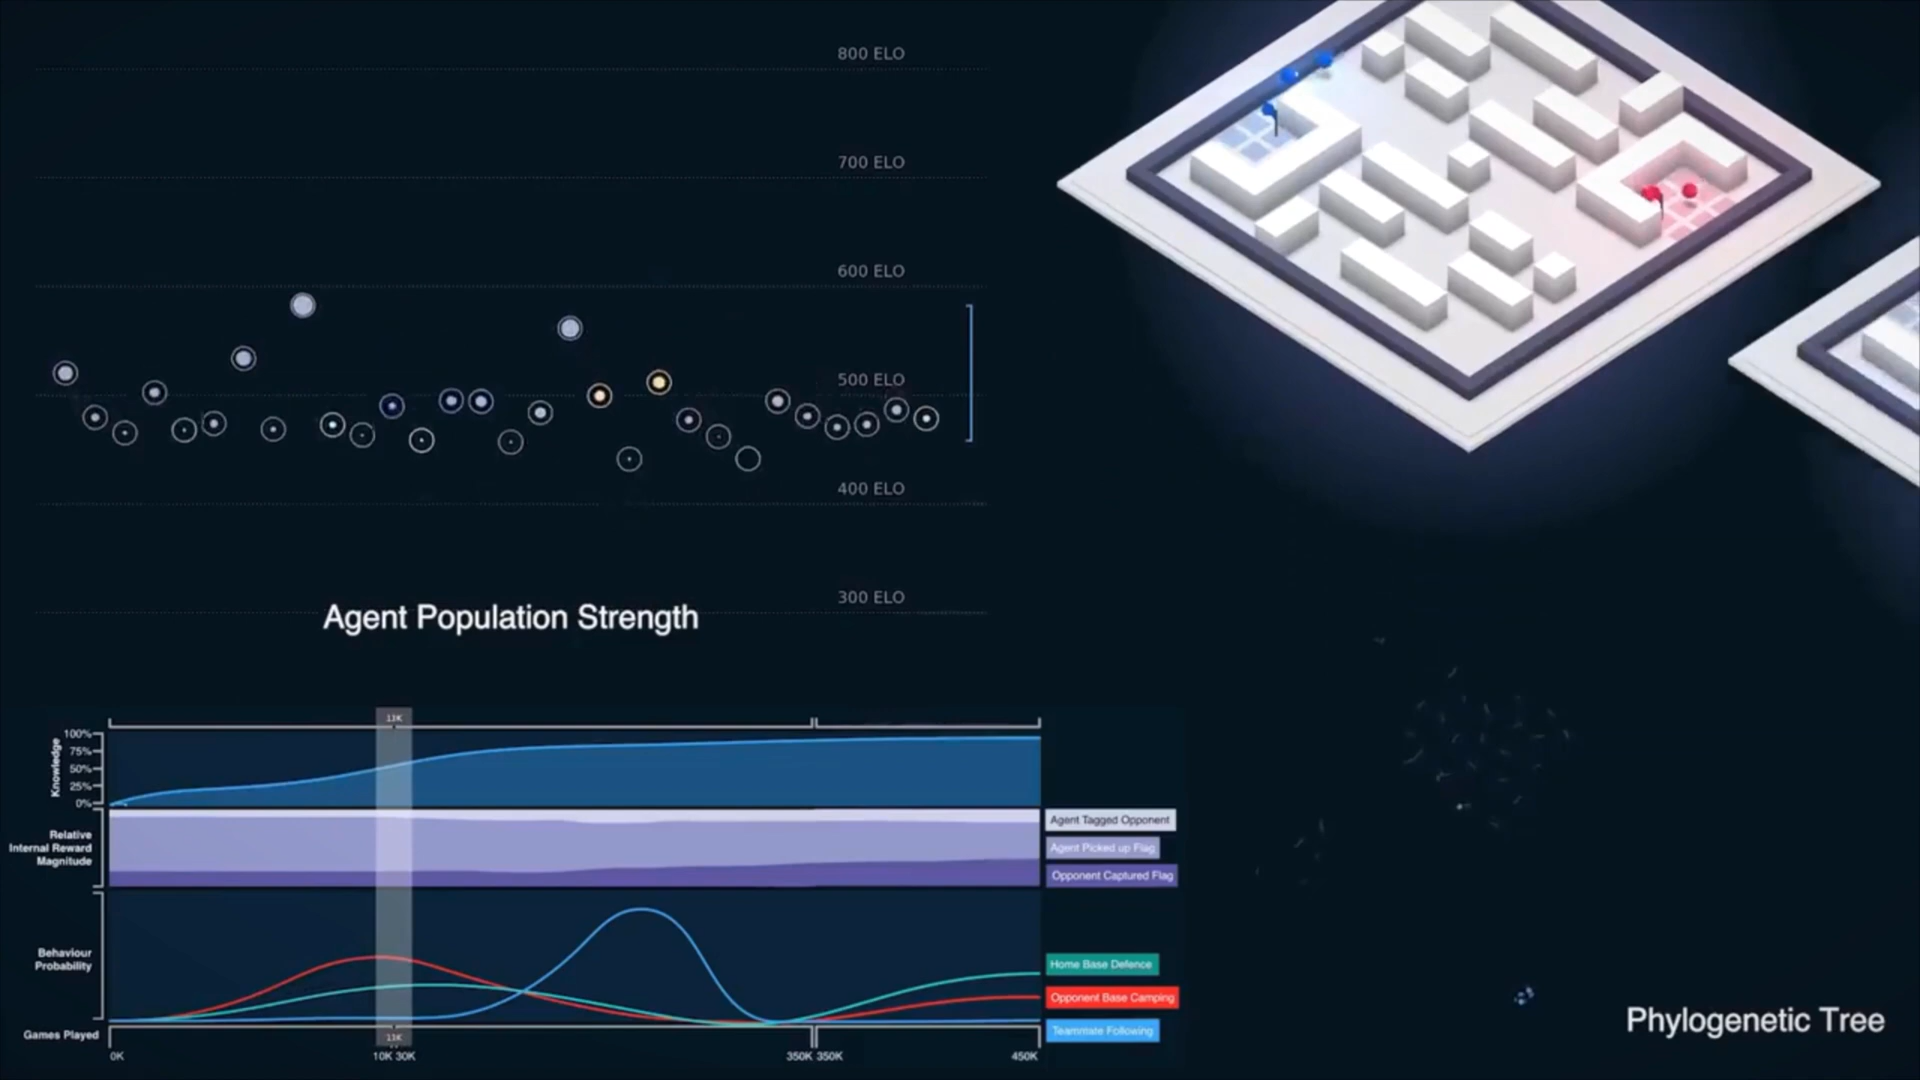 800 ELO
700 ELO
600 ELO
500 ELO
400 ELO
300 ELO
Agent Population Strength
11K
Knowledge
100%
75%
50%
25%
0%
Relative
Internal Reward
Magnitude
Agent Tagged Opponent
Agent Picked up Flag
Opponent Captured Flag
Behaviour
Probability
Home Base Defence
Opponent Base Camping
Teammate Following
Games Played
11K
0K
10K 30K
350K 350K
450K
Phylogenetic Tree